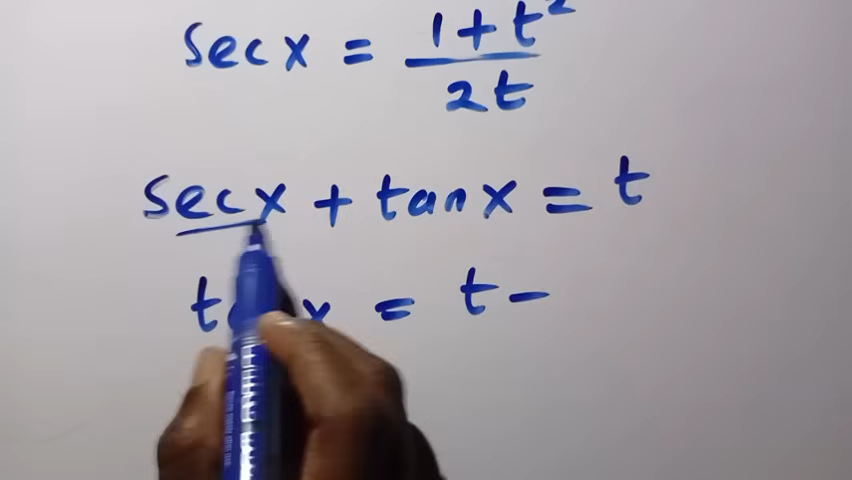 sec x = (1 + t²)/(2t)
sec x + tan x = t
x = t -